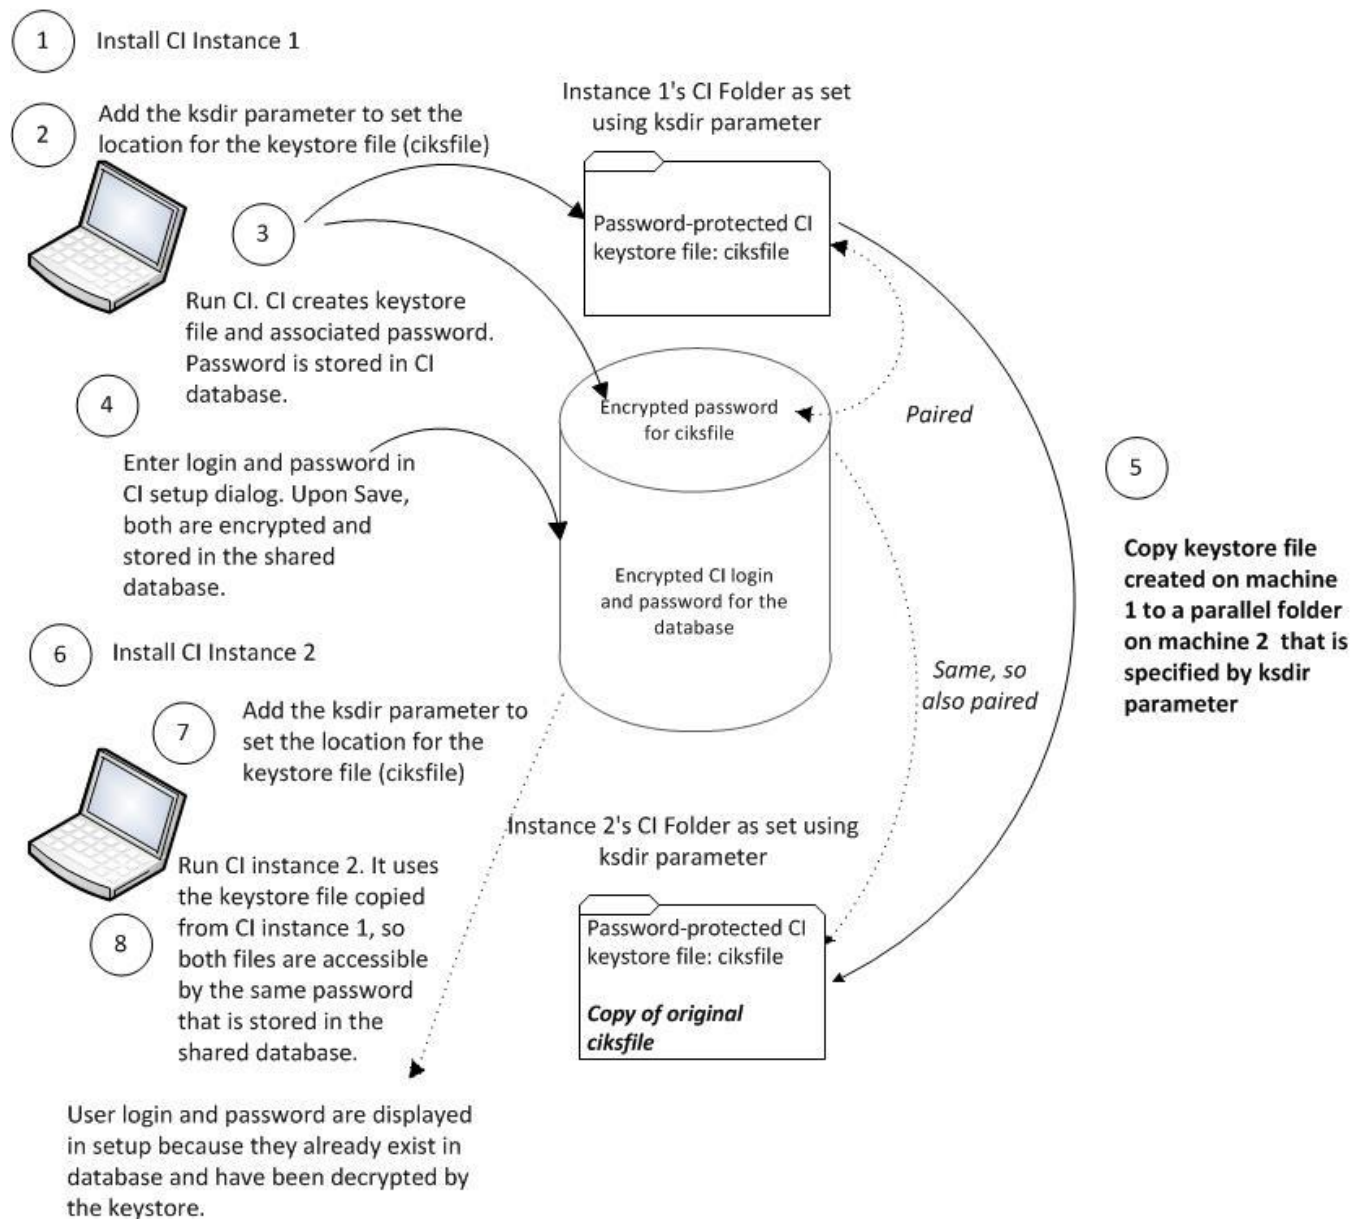 1
Install CI Instance 1
2
Add the ksdir parameter to set the
location for the keystore file (ciksfile)
Instance 1's CI Folder as set
using ksdir parameter
Password-protected CI
keystore file: ciksfile
3
Run CI. CI creates keystore
file and associated password.
Password is stored in CI
database.
4
Enter login and password in
CI setup dialog. Upon Save,
both are encrypted and
stored in the shared
database.
Encrypted password
for ciksfile
Paired
Encrypted CI login
and password for the
database
5
Copy keystore file
created on machine
1 to a parallel folder
on machine 2 that is
specified by ksdir
parameter
Same, so
also paired
6
Install CI Instance 2
7
Add the ksdir parameter to
set the location for the
keystore file (ciksfile)
Instance 2's CI Folder as set using
ksdir parameter
Password-protected CI
keystore file: ciksfile
Copy of original
ciksfile
8
Run CI instance 2. It uses
the keystore file copied
from CI instance 1, so
both files are accessible
by the same password
that is stored in the
shared database.
User login and password are displayed
in setup because they already exist in
database and have been decrypted by
the keystore.